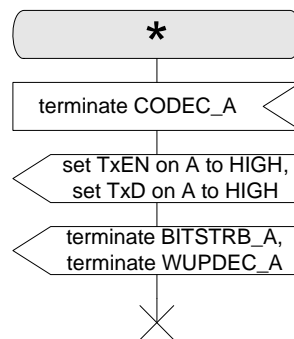 *
terminate CODEC_A
set TxEN on A to HIGH,
set TxD on A to HIGH
terminate BITSTRB_A,
terminate WUPDEC_A